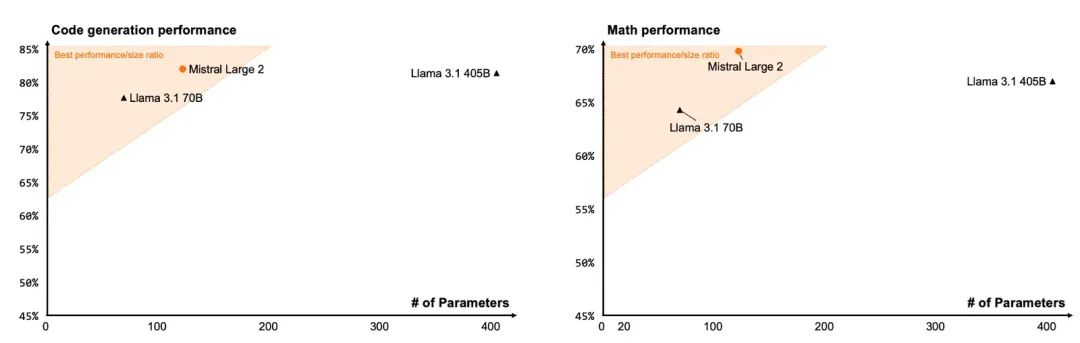 Code generation performance
85%
Best performance/size ratio
Mistral Large 2
Llama 3.1 405B
80%
Llama 3.1 70B
75%
70%
65%
60%
55%
50%
# of Parameters
45%
0 100 200 300 400
Math performance
70%
Best performance/size ratio
Mistral Large 2
Llama 3.1 405B
65%
Llama 3.1 70B
60%
55%
50%
# of Parameters
45%
0 20 100 200 300 400